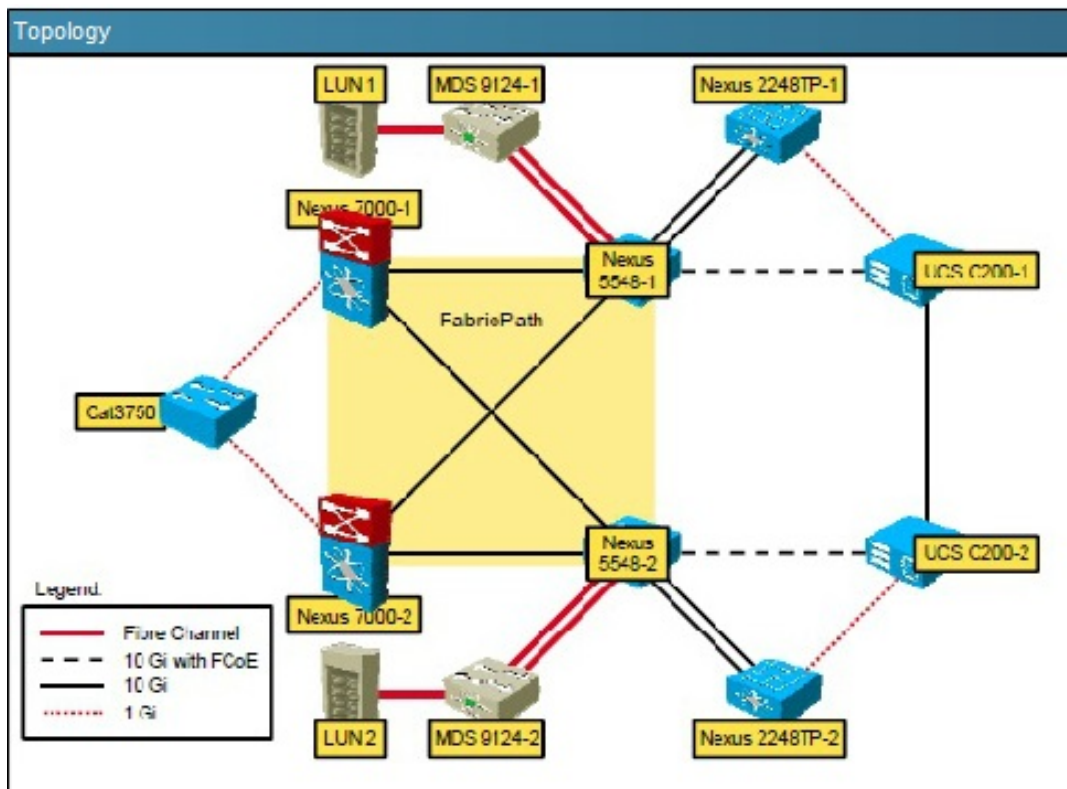 Topology
LUN 1
MDS 9124-1
Nexus 2248TP-1
Nexus 7000-1
Nexus
5548-1
UCS C200-1
FabricPath
Cat3750
Nexus
5548-2
UCS C200-2
Legend:
Nexus 7000-2
Fibre Channel
10 Gi with FCoE
10 Gi
1 Gi
LUN 2
MDS 9124-2
Nexus 2248TP-2